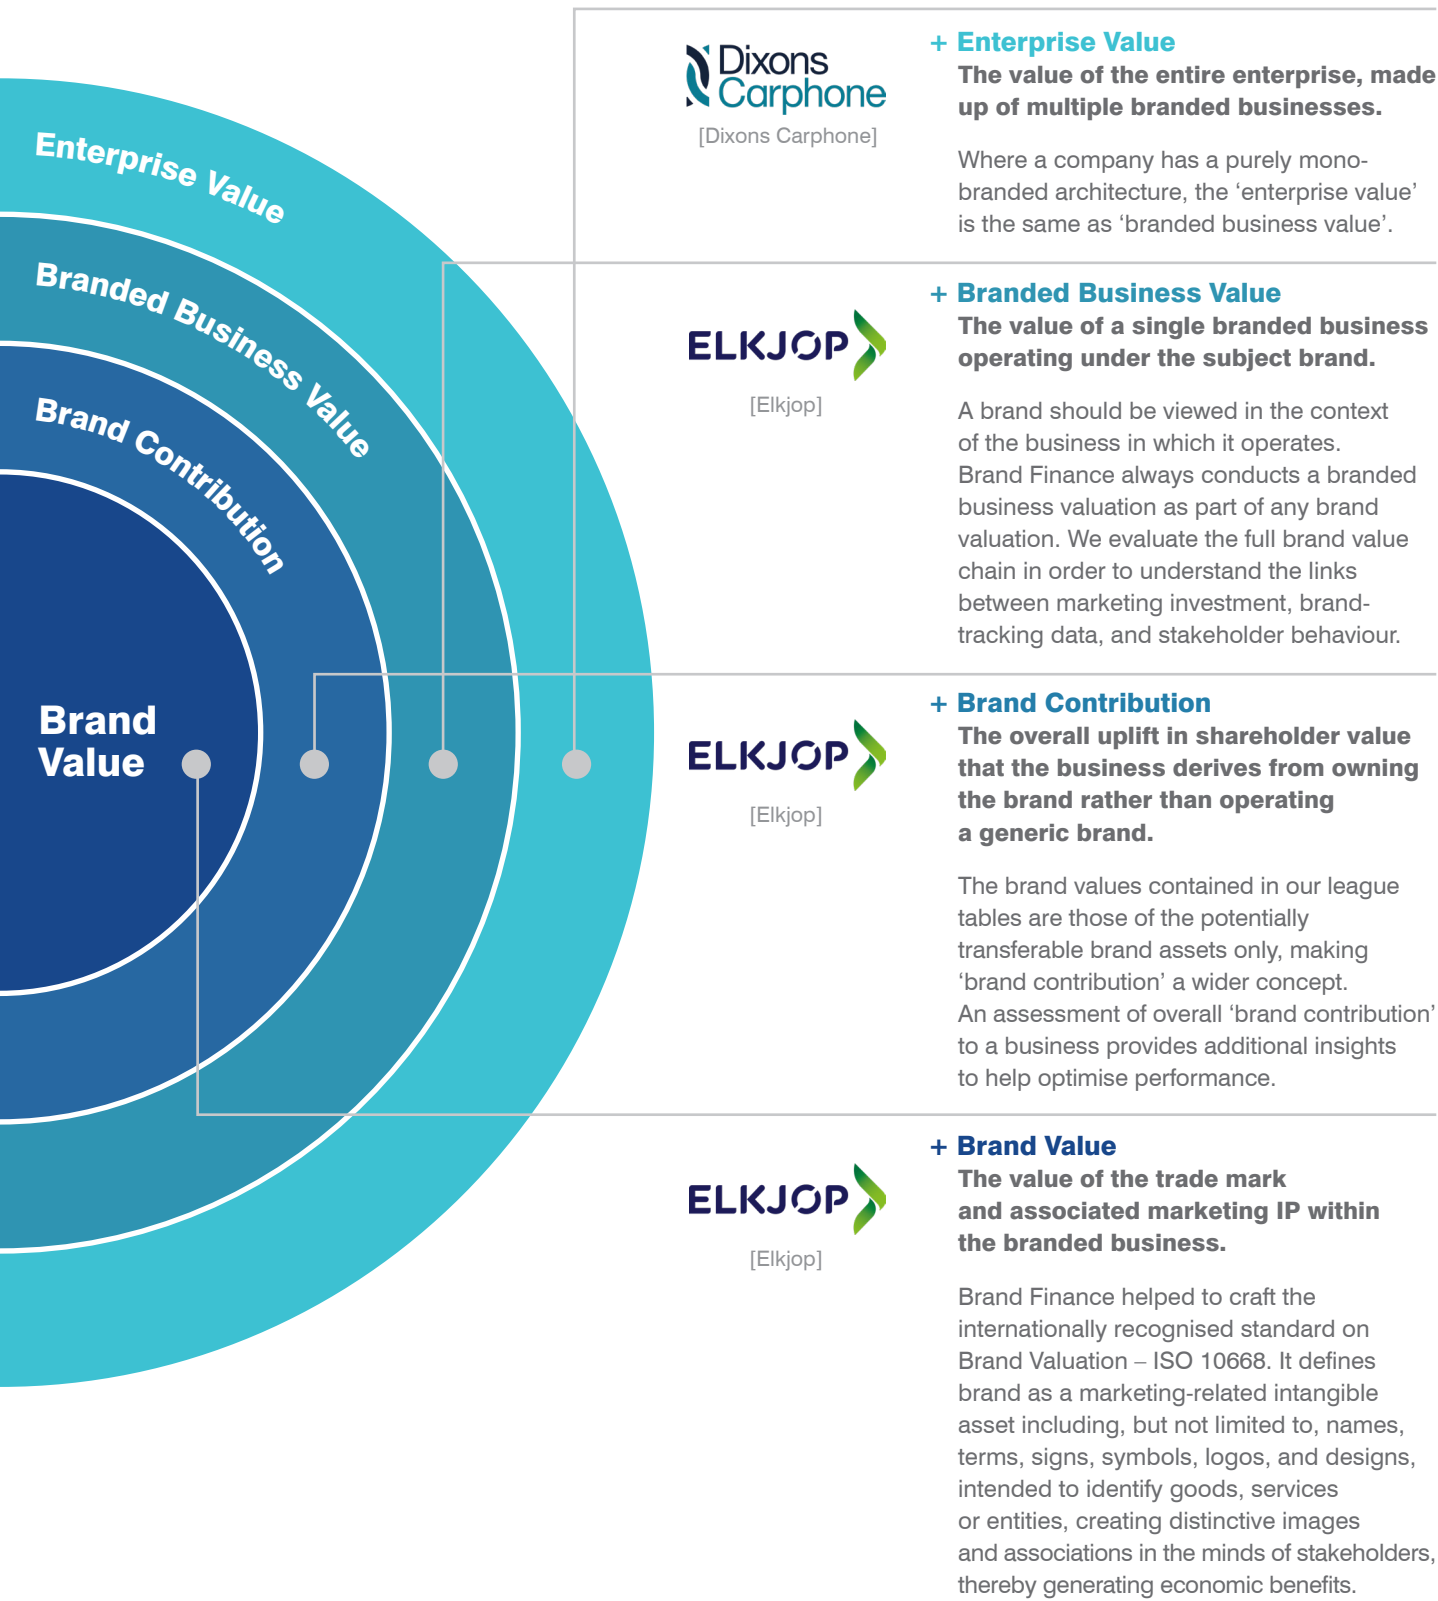 Enterprise Value
Branded Business Value
Brand Contribution
Brand
Value
Dixons
Carphone
[Dixons Carphone]
+ Enterprise Value
The value of the entire enterprise, made
up of multiple branded businesses.
Where a company has a purely mono-
branded architecture, the ‘enterprise value’
is the same as ‘branded business value’.
ELKJOP
[Elkjop]
+ Branded Business Value
The value of a single branded business
operating under the subject brand.
A brand should be viewed in the context
of the business in which it operates.
Brand Finance always conducts a branded
business valuation as part of any brand
valuation. We evaluate the full brand value
chain in order to understand the links
between marketing investment, brand-
tracking data, and stakeholder behaviour.
ELKJOP
[Elkjop]
+ Brand Contribution
The overall uplift in shareholder value
that the business derives from owning
the brand rather than operating
a generic brand.
The brand values contained in our league
tables are those of the potentially
transferable brand assets only, making
‘brand contribution’ a wider concept.
An assessment of overall ‘brand contribution’
to a business provides additional insights
to help optimise performance.
ELKJOP
[Elkjop]
+ Brand Value
The value of the trade mark
and associated marketing IP within
the branded business.
Brand Finance helped to craft the
internationally recognised standard on
Brand Valuation – ISO 10668. It defines
brand as a marketing-related intangible
asset including, but not limited to, names,
terms, signs, symbols, logos, and designs,
intended to identify goods, services
or entities, creating distinctive images
and associations in the minds of stakeholders,
thereby generating economic benefits.